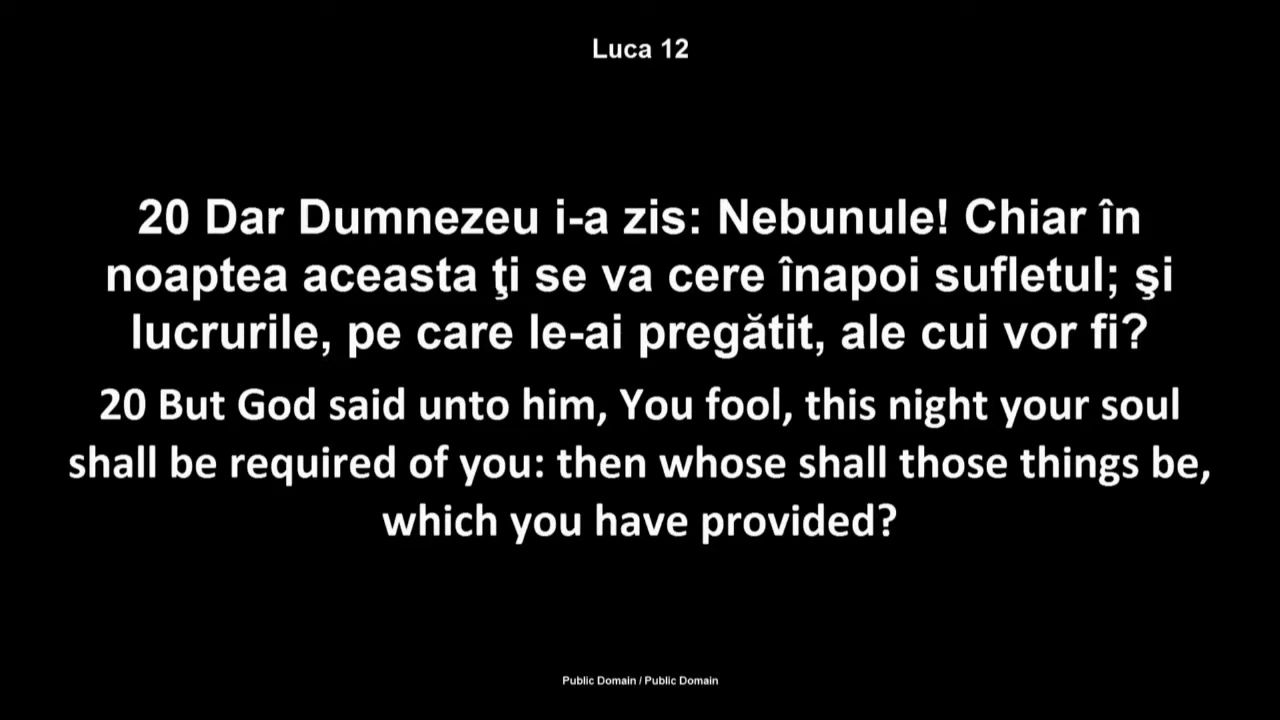 Luca 12
20 Dar Dumnezeu i-a zis: Nebunule! Chiar în
noaptea aceasta ţi se va cere înapoi sufletul; şi
lucrurile, pe care le-ai pregătit, ale cui vor fi?
20 But God said unto him, You fool, this night your soul
shall be required of you: then whose shall those things be,
which you have provided?
Public Domain / Public Domain